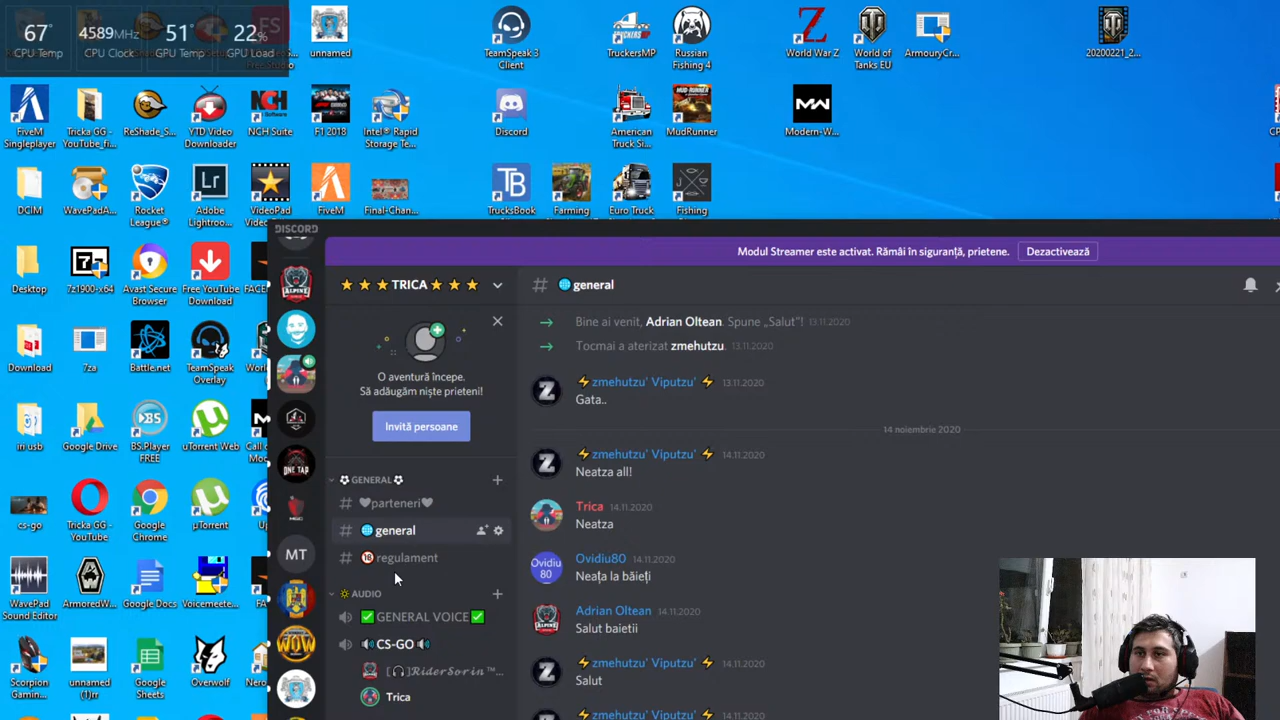 67° 4589MHz 51° 22%
CPU Temp CPU Clock GPU Temp GPU Load
unnamed
TeamSpeak 3
Client
TruckersMP
Russian
Fishing 4
World War Z
World of
Tanks EU
ArmouryCr...
20200221_2...
FiveM
Singleplayer
Tricka GG -
YouTube_fi...
ReShade_S...
YTD Video
Downloader
NCH Suite
F1 2018
Intel® Rapid
Storage Te...
Discord
American
Truck Si...
MudRunner
Modern-W...
DCIM
WavePadA...
Rocket
League®
Adobe
Lightroo...
VideoPad
Video
FiveM
Final-Chan...
TrucksBook
Farming
Euro Truck
Fishing
Desktop
7z1900-x64
Avast Secure
Browser
Free YouTube
Download
Download
7za
Battle.net
TeamSpeak
Overlay
in usb
Google Drive
BS.Player
FREE
uTorrent Web
cs-go
Tricka GG -
YouTube
Google
Chrome
µTorrent
WavePad
Sound Editor
ArmoredW...
Google Docs
Voicemeete...
Scorpion
Gaming...
unnamed
(1)rr
Google
Sheets
Overwolf
DISCORD
Modul Streamer este activat. Rămâi în siguranță, prietene. Dezactivează
★ ★ ★ TRICA ★ ★ ★
# 🌐 general
O aventură începe.
Să adăugăm niște prieteni!
Invită persoane
⚽ GENERAL ⚽
# 🖤parteneri🖤
# 🌐 general
# 🔞 regulament
MT
☀ AUDIO
✅ GENERAL VOICE ✅
🔊 CS-GO 🔊
[🎧]𝓡𝓲𝓭𝓮𝓻𝓢𝓸𝓻𝓲𝓷™...
Trica
Bine ai venit, Adrian Oltean. Spune „Salut”! 13.11.2020
Tocmai a aterizat zmehutzu. 13.11.2020
⚡zmehutzu' Viputzu' ⚡ 13.11.2020
Gata..
14 noiembrie 2020
⚡zmehutzu' Viputzu' ⚡ 14.11.2020
Neatza all!
Trica 14.11.2020
Neatza
Ovidiu80 14.11.2020
Neața la băieți
Adrian Oltean 14.11.2020
Salut baietii
⚡zmehutzu' Viputzu' ⚡ 14.11.2020
Salut
⚡zmehutzu' Viputzu' ⚡ 14.11.2020